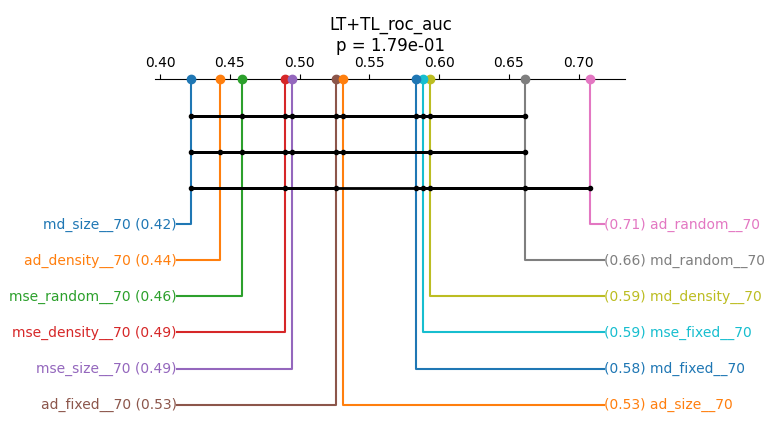 LT+TL_roc_auc
p = 1.79e-01
0.40 0.45 0.50 0.55 0.60 0.65 0.70
md_size__70 (0.42)
(0.71) ad_random__70
ad_density__70 (0.44)
(0.66) md_random__70
mse_random__70 (0.46)
(0.59) md_density__70
mse_density__70 (0.49)
(0.59) mse_fixed__70
mse_size__70 (0.49)
(0.58) md_fixed__70
ad_fixed__70 (0.53)
(0.53) ad_size__70